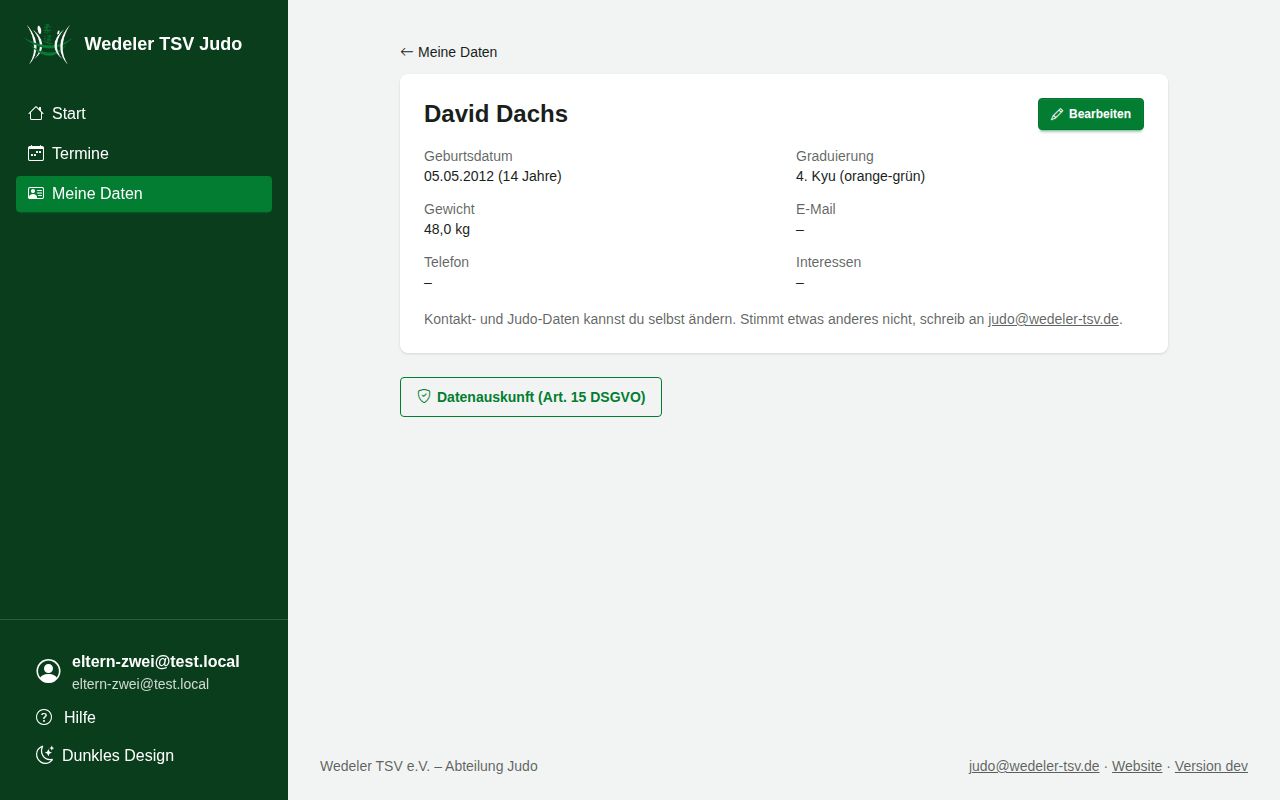 Wedeler TSV Judo
Start
Termine
Meine Daten
eltern-zwei@test.local
eltern-zwei@test.local
Hilfe
Dunkles Design
← Meine Daten
David Dachs
Bearbeiten
Geburtsdatum
05.05.2012 (14 Jahre)
Graduierung
4. Kyu (orange-grün)
Gewicht
48,0 kg
E-Mail
–
Telefon
–
Interessen
–
Kontakt- und Judo-Daten kannst du selbst ändern. Stimmt etwas anderes nicht, schreib an judo@wedeler-tsv.de.
Datenauskunft (Art. 15 DSGVO)
Wedeler TSV e.V. – Abteilung Judo
judo@wedeler-tsv.de · Website · Version dev